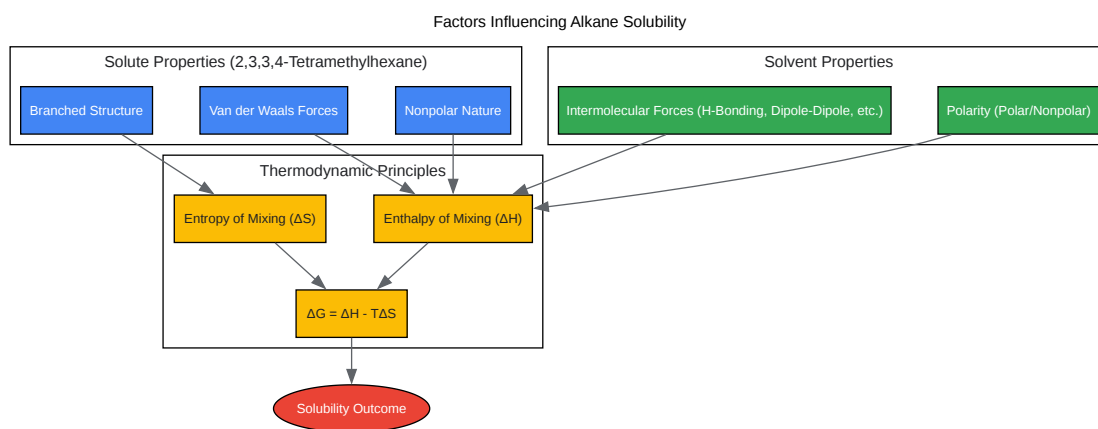 Factors Influencing Alkane Solubility
Solute Properties (2,3,3,4-Tetramethylhexane)
Solvent Properties
Branched Structure
Van der Waals Forces
Nonpolar Nature
Intermolecular Forces (H-Bonding, Dipole-Dipole, etc.)
Polarity (Polar/Nonpolar)
Thermodynamic Principles
Entropy of Mixing (ΔS)
Enthalpy of Mixing (ΔH)
ΔG = ΔH - TΔS
Solubility Outcome